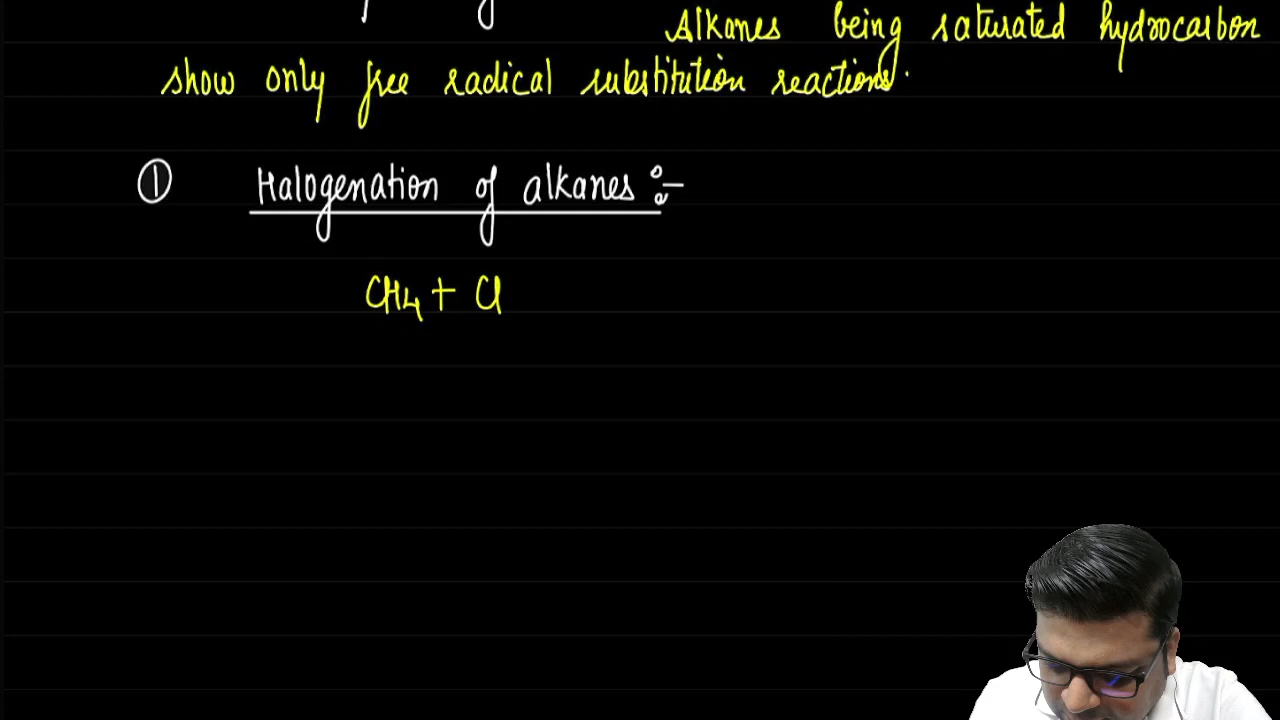 Alkanes being saturated hydrocarbon
show only free radical substitution reactions.
① Halogenation of alkanes :-
CH4 + Cl